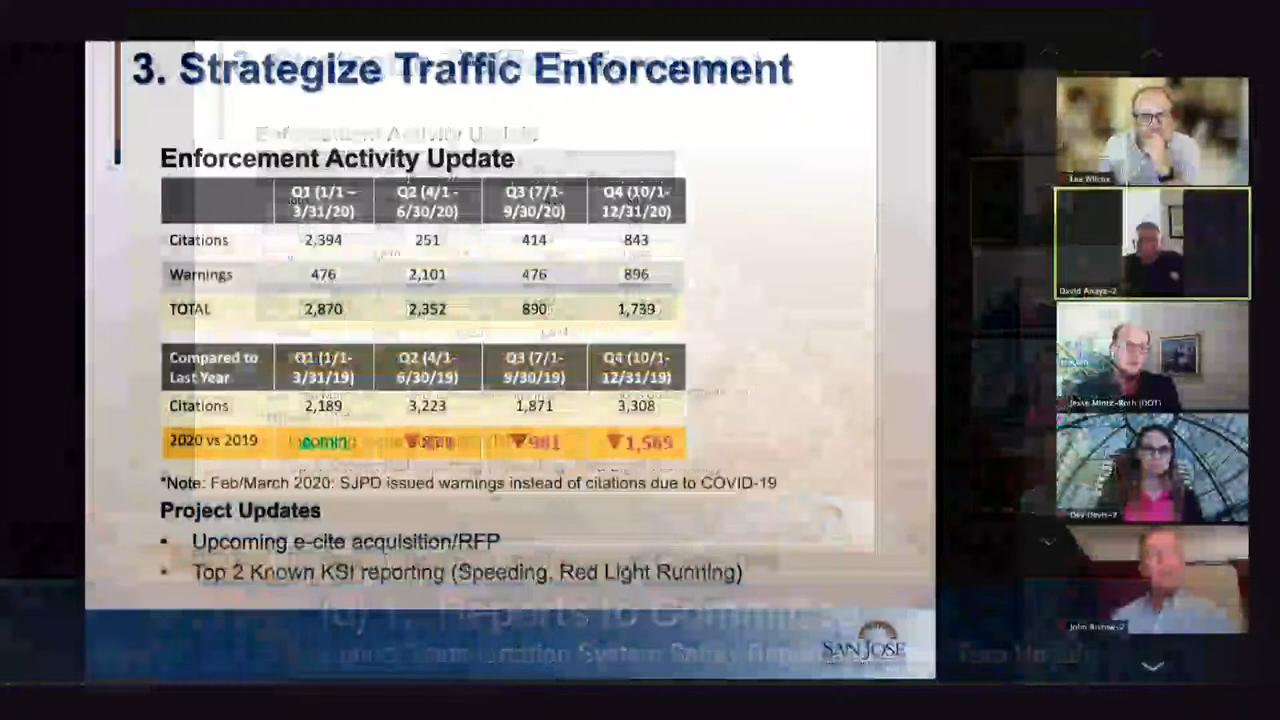 3. Strategize Traffic Enforcement
Enforcement Activity Update
Q1 (1/1 – 3/31/20) Q2 (4/1 - 6/30/20) Q3 (7/1- 9/30/20) Q4 (10/1- 12/31/20)
Citations 2,394 251 414 843
Warnings 476 2,101 476 896
TOTAL 2,870 2,352 890 1,739
Compared to Last Year Q1 (1/1- 3/31/19) Q2 (4/1- 6/30/19) Q3 (7/1- 9/30/19) Q4 (10/1- 12/31/19)
Citations 2,189 3,223 1,871 3,308
2020 vs 2019 ▼981 ▼1,569
*Note: Feb/March 2020: SJPD issued warnings instead of citations due to COVID-19
Project Updates
• Upcoming e-cite acquisition/RFP
• Top 2 Known KSI reporting (Speeding, Red Light Running)
SAN JOSE
Lee Wilcox
David Anaya-2
Jesse Mintz-Roth (DOT)
Dev Davis-2